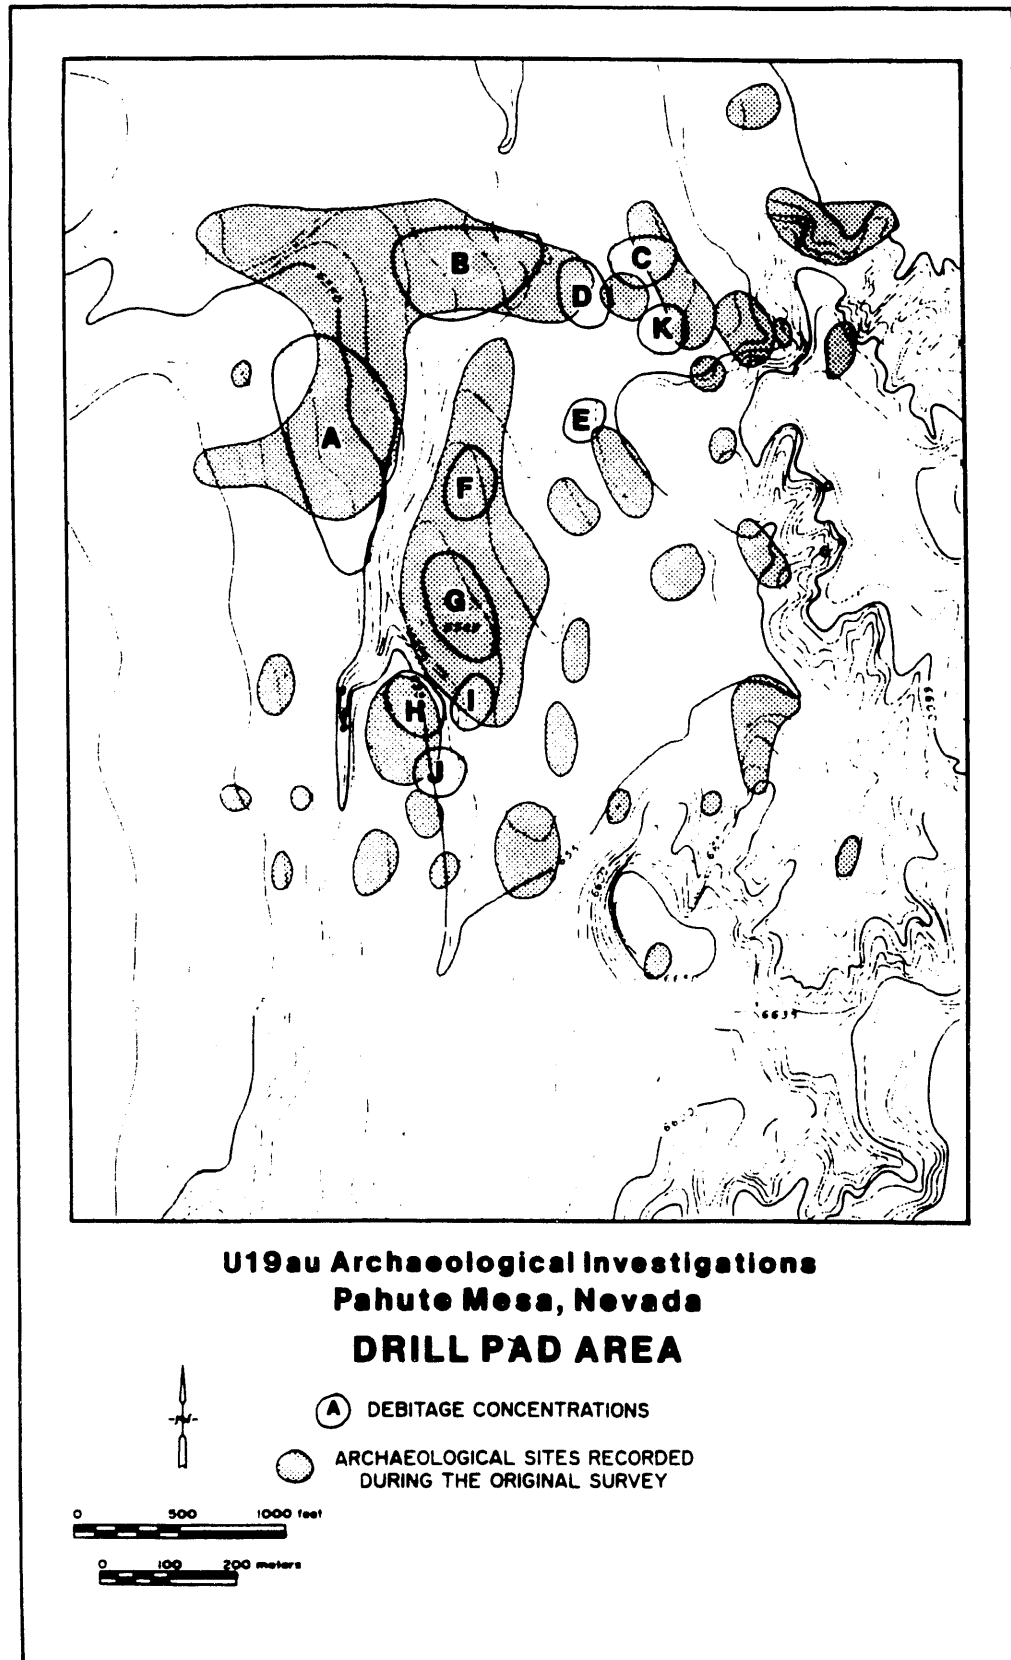 B
C
D
K
A
E
F
G
H
I
J
6635
U19au Archaeological Investigations
Pahute Mesa, Nevada
DRILL PAD AREA
A DEBITAGE CONCENTRATIONS
ARCHAEOLOGICAL SITES RECORDED
DURING THE ORIGINAL SURVEY
0 500 1000 feet
0 100 200 meters